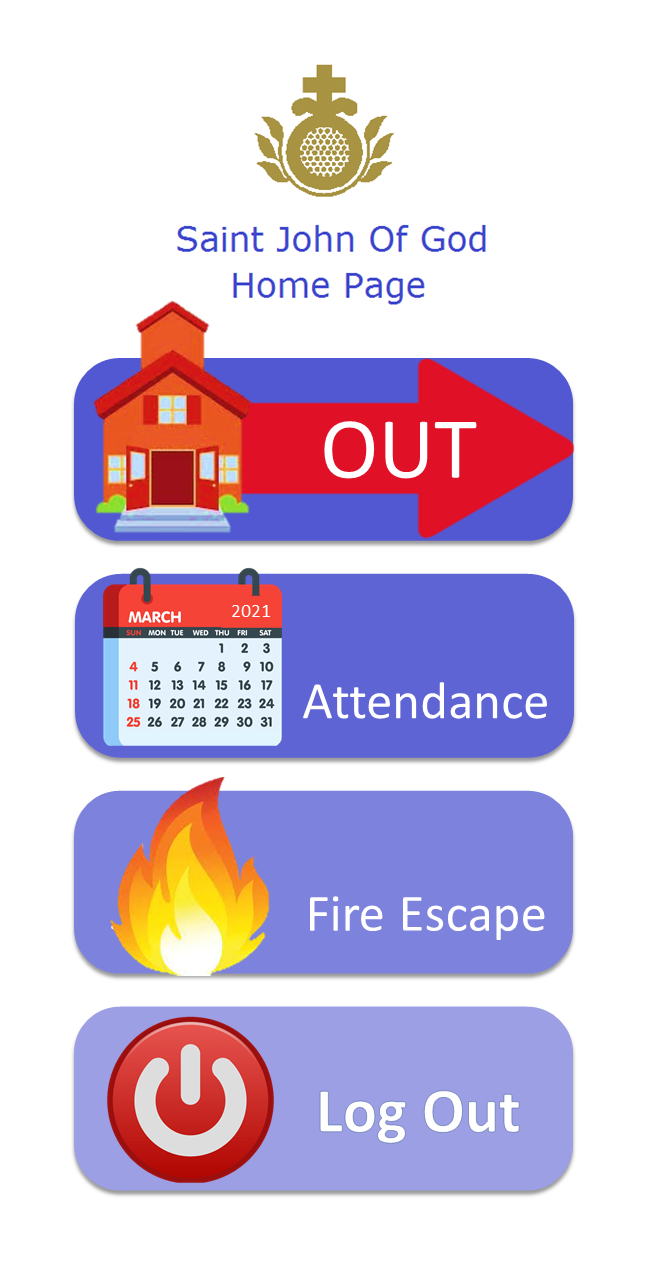 Saint John Of God
Home Page
OUT
MARCH 2021
SUN MON TUE WED THU FRI SAT
1 2 3
4 5 6 7 8 9 10
11 12 13 14 15 16 17
18 19 20 21 22 23 24
25 26 27 28 29 30 31
Attendance
Fire Escape
Log Out